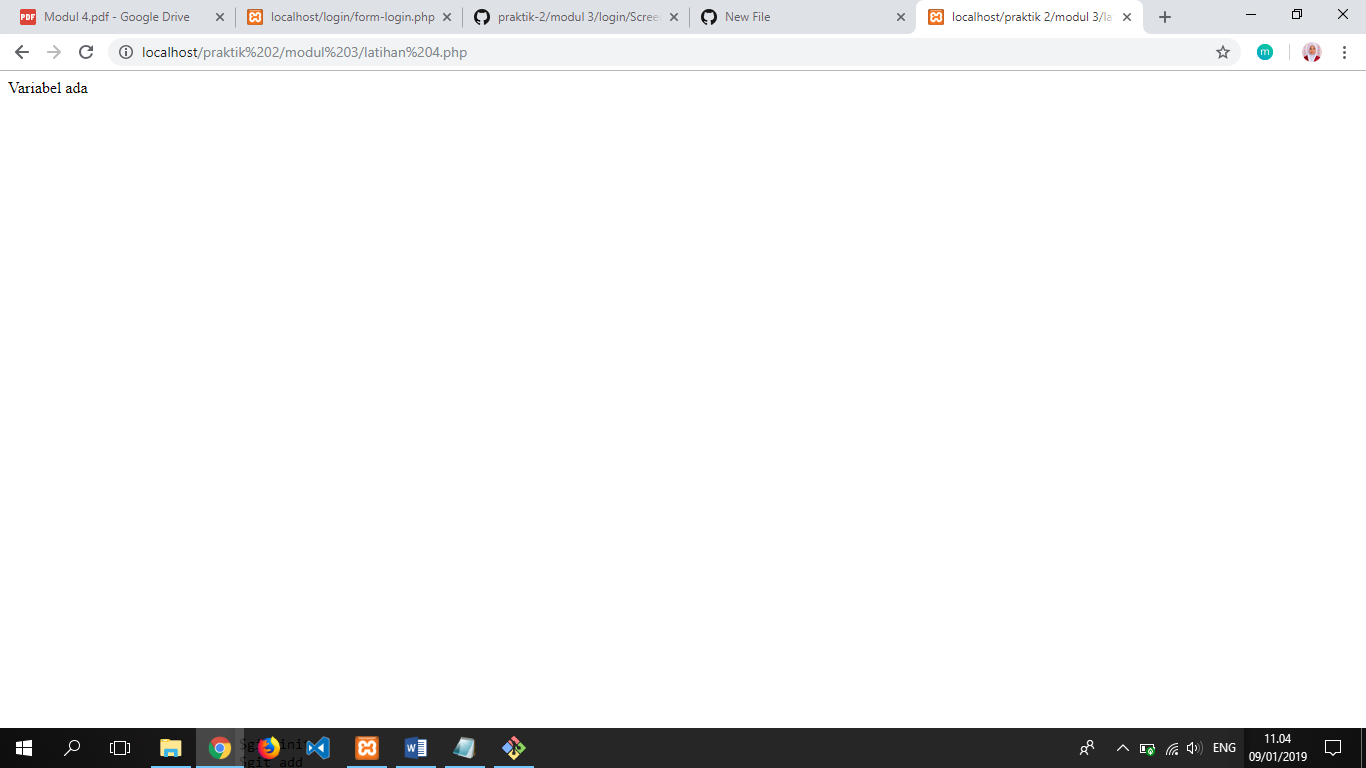 PDF Modul 4.pdf - Google Drive
localhost/login/form-login.php
praktik-2/modul 3/login/Scree
New File
localhost/praktik 2/modul 3/la
localhost/praktik%202/modul%203/latihan%204.php
m
Variabel ada
$git init
$git add
ENG
11.04
09/01/2019